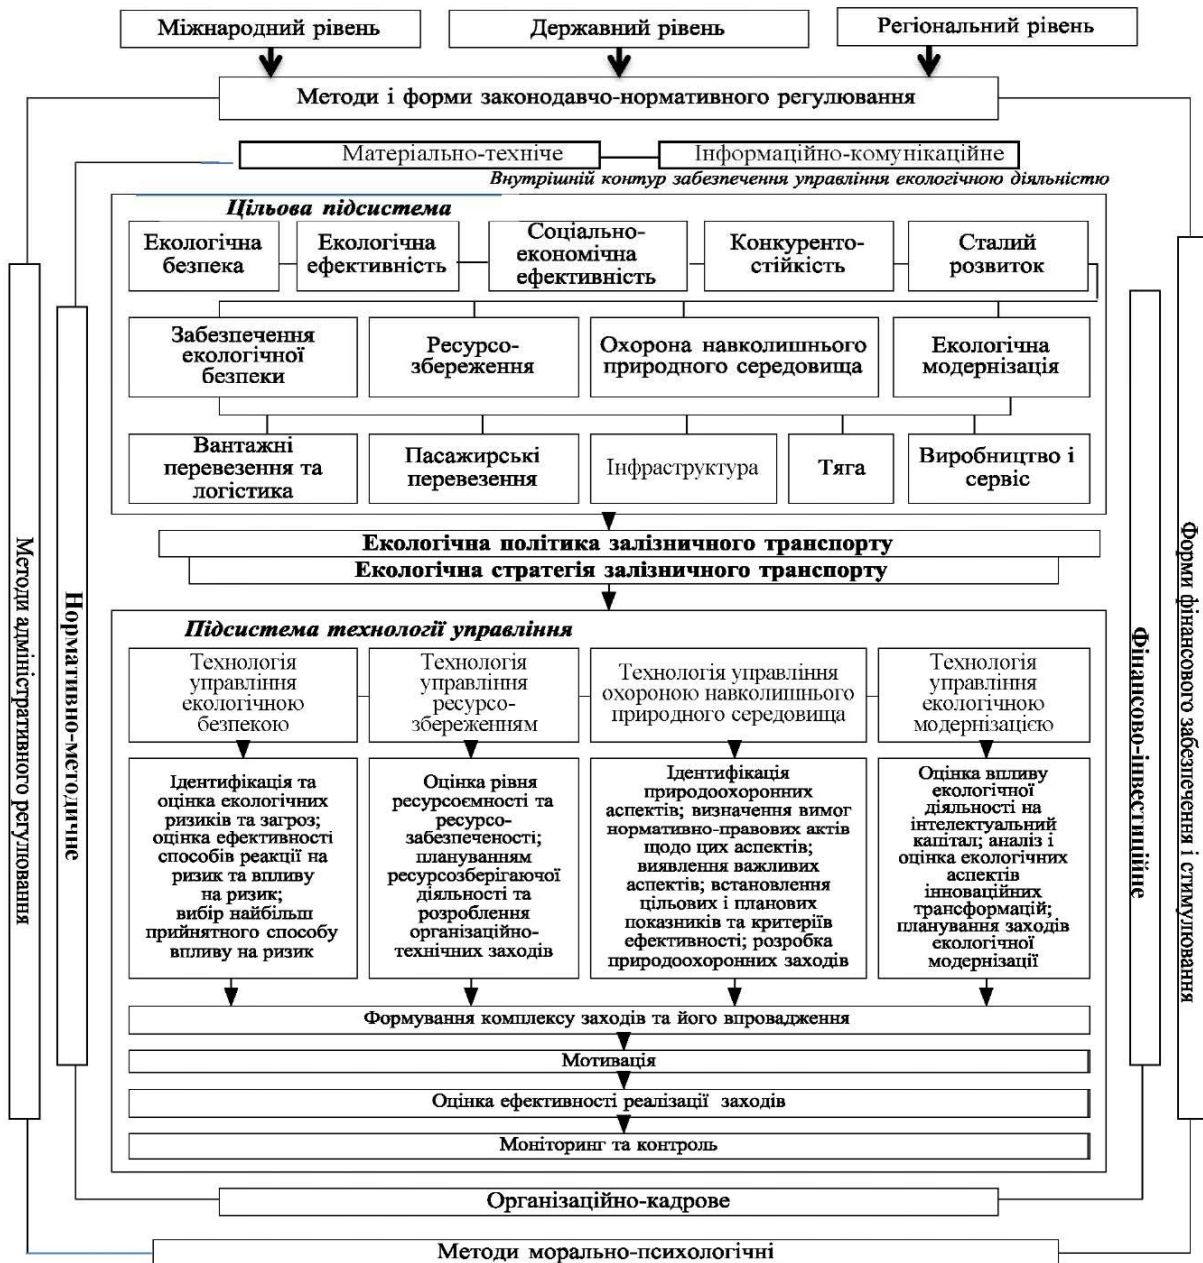 Міжнародний рівень
Державний рівень
Регіональний рівень
Методи і форми законодавчо-нормативного регулювання
Матеріально-техніче
Інформаційно-комунікаційне
Внутрішній контур забезпечення управління екологічною діяльністю
Цільова підсистема
Екологічна
безпека
Екологічна
ефективність
Соціально-
економічна
ефективність
Конкуренто-
стійкість
Сталий
розвиток
Забезпечення
екологічної
безпеки
Ресурсо-
збереження
Охорона навколишнього
природного середовища
Екологічна
модернізація
Вантажні
перевезення та
логістика
Пасажирські
перевезення
Інфраструктура
Тяга
Виробництво і
сервіс
Екологічна політика залізничного транспорту
Екологічна стратегія залізничного транспорту
Підсистема технології управління
Технологія
управління
екологічною
безпекою
Технологія
управління
ресурсо-
збереженням
Технологія управління
охороною навколишнього
природного середовища
Технологія
управління
екологічною
модернізацією
Ідентифікація та
оцінка екологічних
ризиків та загроз;
оцінка ефективності
способів реакції на
ризик та впливу
на ризик;
вибір найбільш
прийнятного способу
впливу на ризик
Оцінка рівня
ресурсоємності та
ресурсо-
забезпеченості;
плануванням
ресурсозберігаючої
діяльності та
розроблення
організаційно-
технічних заходів
Ідентифікація
природоохоронних
аспектів; визначення вимог
нормативно-правових актів
щодо цих аспектів;
виявлення важливих
аспектів; встановлення
цільових і планових
показників та критеріїв
ефективності; розробка
природоохоронних заходів
Оцінка впливу
екологічної
діяльності на
інтелектуальний
капітал; аналіз і
оцінка екологічних
аспектів
інноваційних
трансформацій;
планування заходів
екологічної
модернізації
Формування комплексу заходів та його впровадження
Мотивація
Оцінка ефективності реалізації заходів
Моніторинг та контроль
Організаційно-кадрове
Методи морально-психологічні
Методи адміністративного регулювання
Нормативно-методичне
Фінансово-інвестиційне
Форми фінансового забезпечення і стимулювання